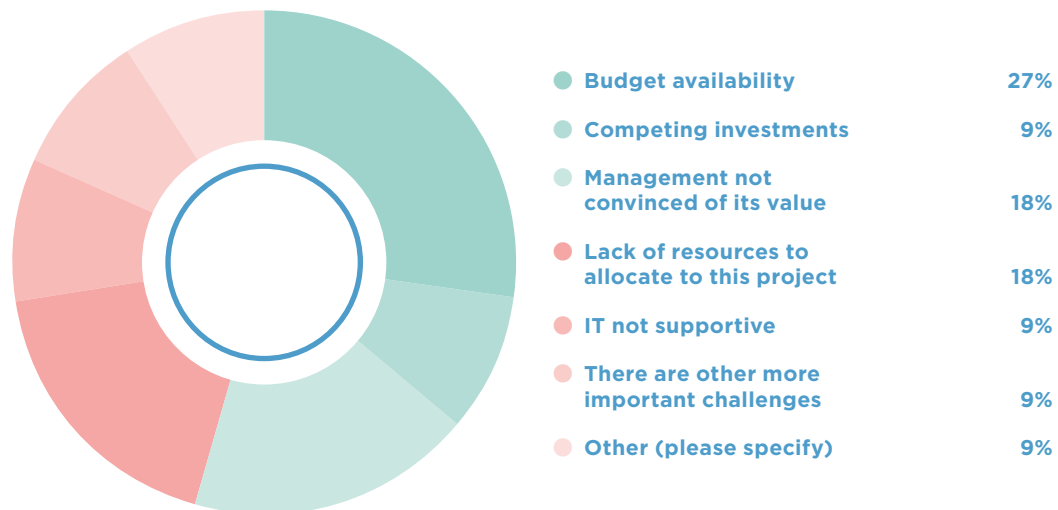 Budget availability 27%
Competing investments 9%
Management not
convinced of its value 18%
Lack of resources to
allocate to this project 18%
IT not supportive 9%
There are other more
important challenges 9%
Other (please specify) 9%